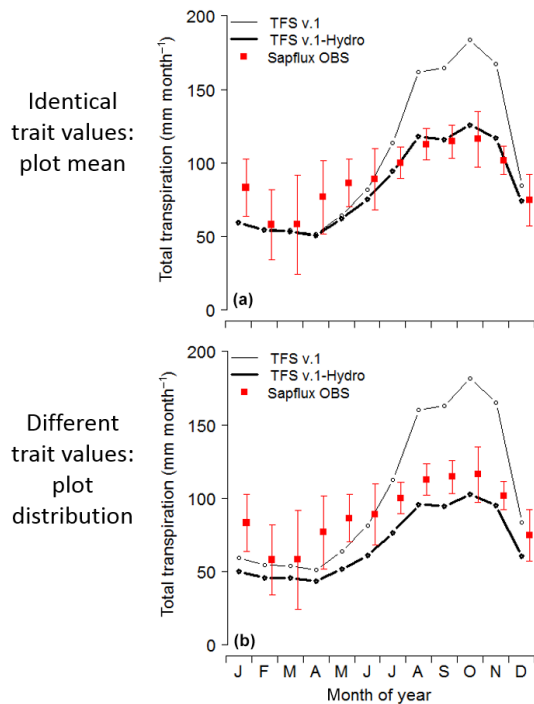 Identical
trait values:
plot mean
Total transpiration (mm month⁻¹)
200
150
100
50
0
TFS v.1
TFS v.1-Hydro
Sapflux OBS
(a)
Different
trait values:
plot
distribution
Total transpiration (mm month⁻¹)
200
150
100
50
0
TFS v.1
TFS v.1-Hydro
Sapflux OBS
(b)
J F M A M J J A S O N D
Month of year